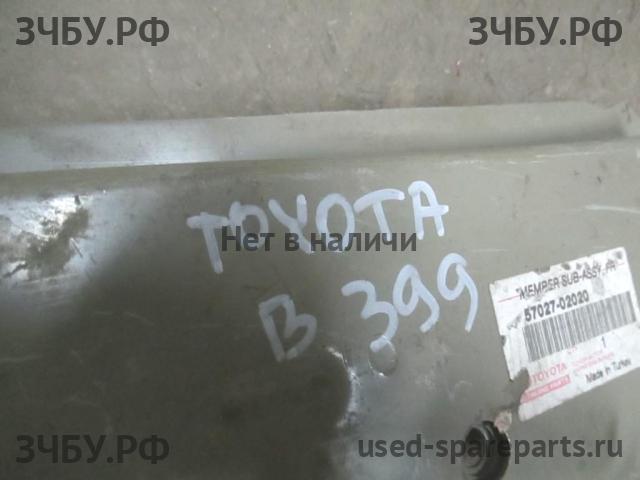 ЗЧБУ.РФ
ЗЧБУ.РФ
TOYOTA
Нет в наличи
B 399
MEMBER SUB-ASSY, FR
57027-02020
1
TOYOTA
Made in Turkey
ЗЧБУ.РФ
used-spareparts.ru